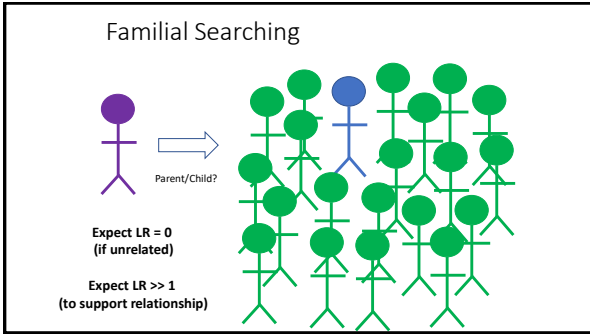 Familial Searching
Parent/Child?
Expect LR = 0
(if unrelated)
Expect LR >> 1
(to support relationship)